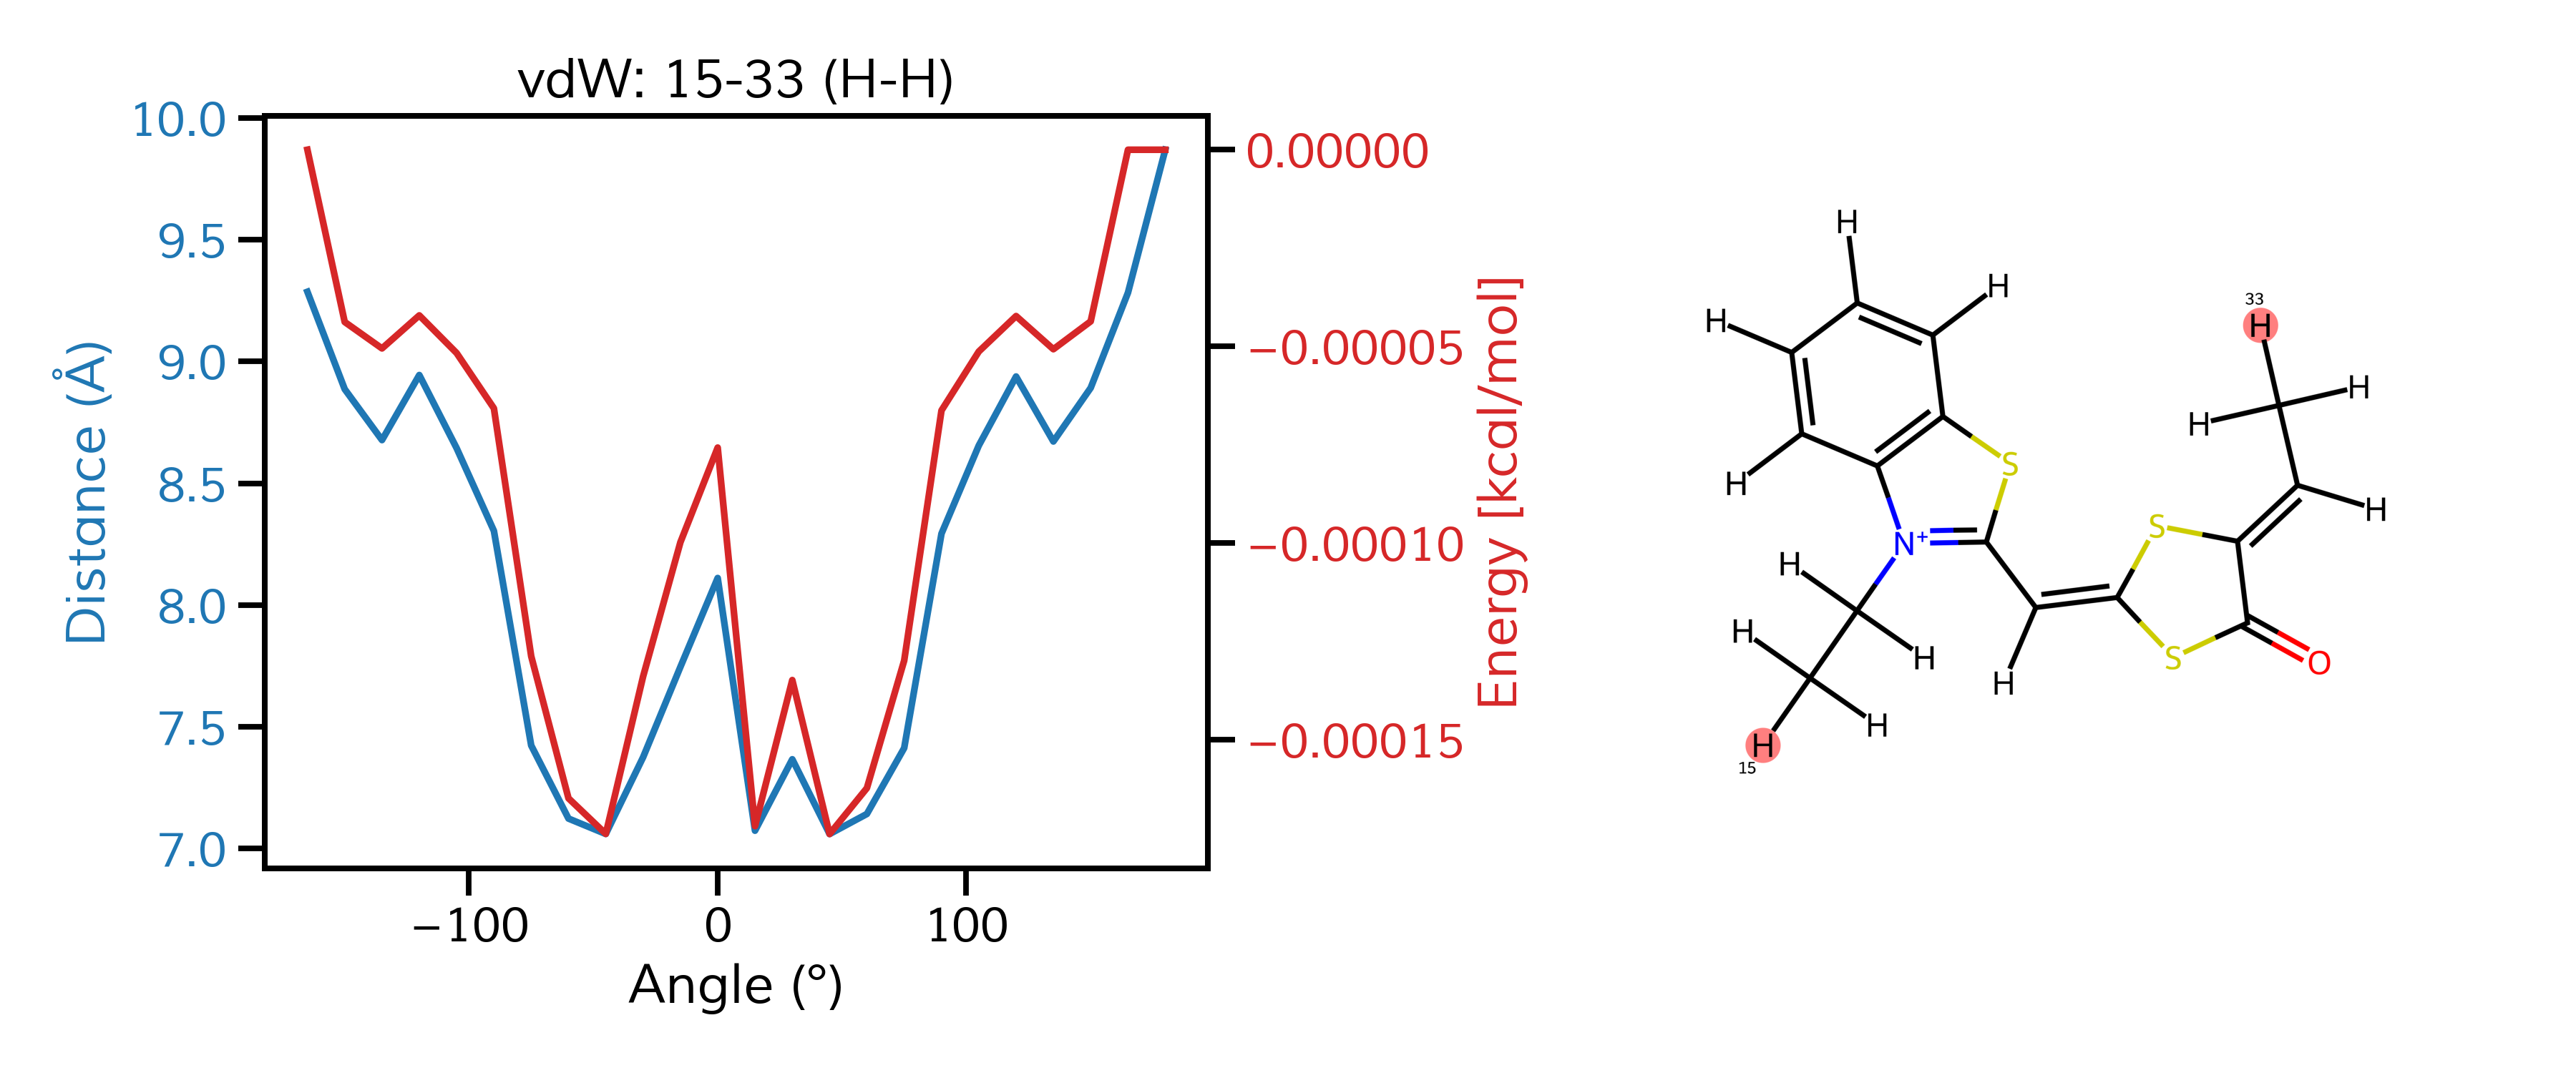 vdW: 15-33 (H-H)
10.0
9.5
9.0
8.5
8.0
7.5
7.0
Distance (Å)
0.00000
−0.00005
−0.00010
−0.00015
Energy [kcal/mol]
−100
0
100
Angle (°)
H
H
33
H
H
H
H
S
H
H
S
N⁺
H
H
H
S
O
H
H
H
15